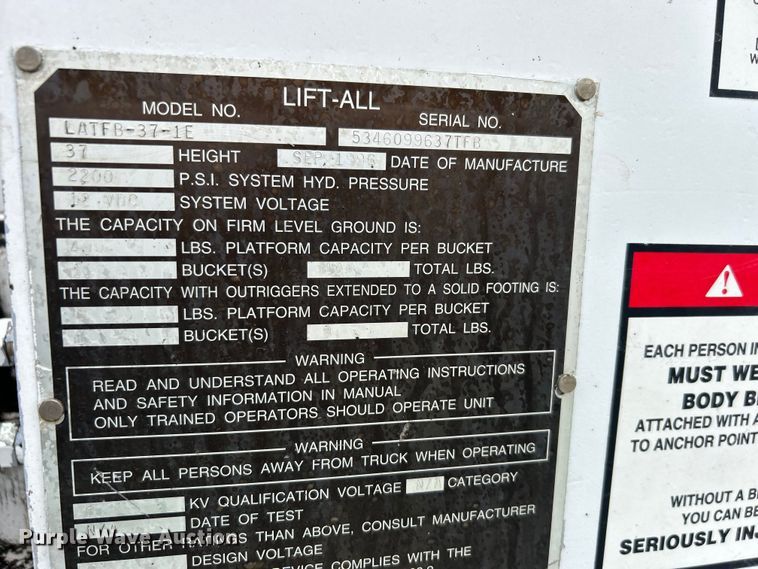 LIFT-ALL
MODEL NO.
SERIAL NO.
LATFB-37-1E
5346099637TFB
37 HEIGHT SEP 1996 DATE OF MANUFACTURE
2200 P.S.I. SYSTEM HYD. PRESSURE
12 VDC SYSTEM VOLTAGE
THE CAPACITY ON FIRM LEVEL GROUND IS:
LBS. PLATFORM CAPACITY PER BUCKET
BUCKET(S) TOTAL LBS.
THE CAPACITY WITH OUTRIGGERS EXTENDED TO A SOLID FOOTING IS:
LBS. PLATFORM CAPACITY PER BUCKET
BUCKET(S) TOTAL LBS.
WARNING
READ AND UNDERSTAND ALL OPERATING INSTRUCTIONS
AND SAFETY INFORMATION IN MANUAL
ONLY TRAINED OPERATORS SHOULD OPERATE UNIT
WARNING
KEEP ALL PERSONS AWAY FROM TRUCK WHEN OPERATING
KV QUALIFICATION VOLTAGE N/A CATEGORY
N/A DATE OF TEST
FOR OTHER RATINGS THAN ABOVE, CONSULT MANUFACTURER
DESIGN VOLTAGE
DEVICE COMPLIES WITH THE
EACH PERSON IN
MUST WE
BODY B
ATTACHED WITH A
TO ANCHOR POINT
WITHOUT A B
YOU CAN BE
SERIOUSLY INJ
Purple Wave Auction